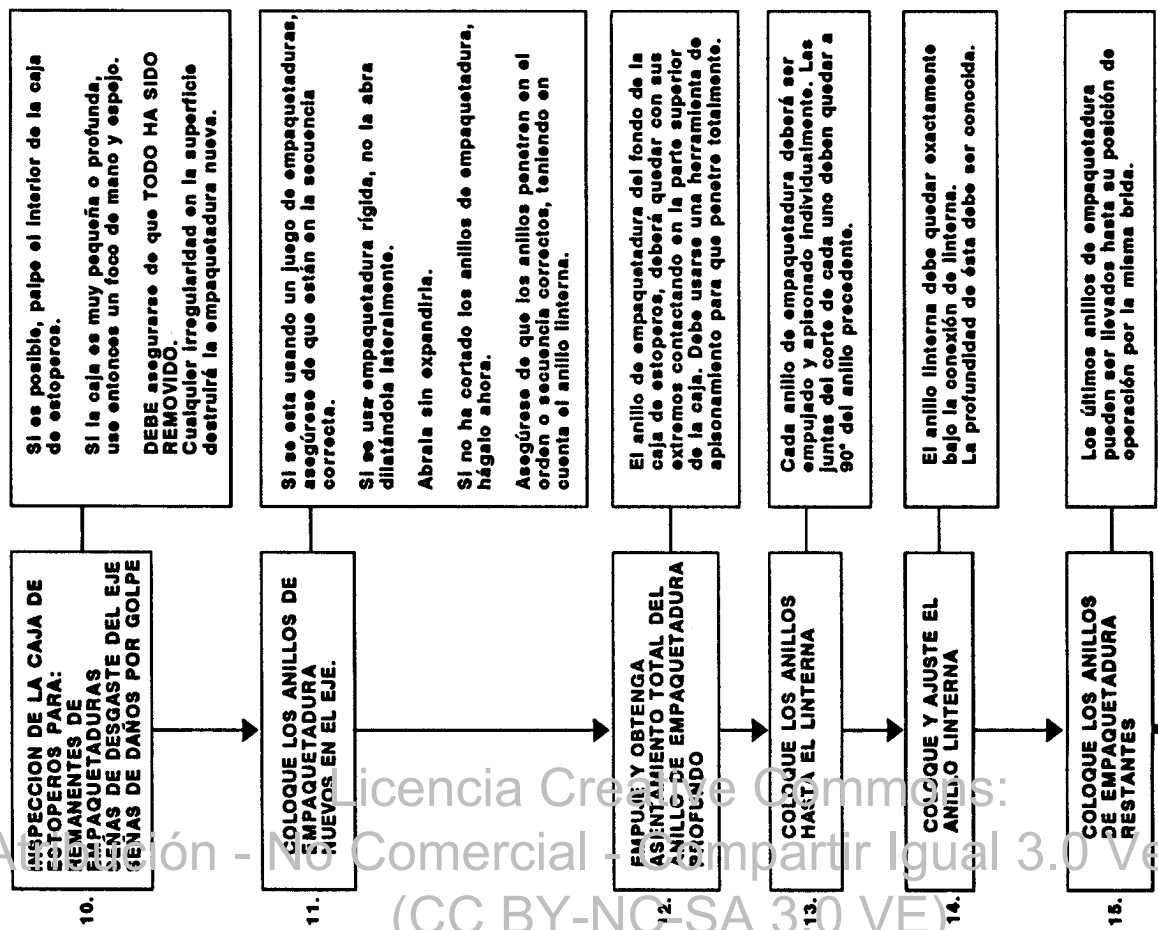 10.
INSPECCION DE LA CAJA DE
ESTOPEROS PARA:
REMANENTES DE
EMPAQUETADURAS
SEÑAS DE DESGASTE DEL EJE
SEÑAS DE DAÑOS POR GOLPE
Si es posible, palpe el interior de la caja
de estoperos.
Si la caja es muy pequeña o profunda,
use entonces un foco de mano y espejo.
DEBE asegurarse de que TODO HA SIDO
REMOVIDO.
Cualquier irregularidad en la superficie
destruirá la empaquetadura nueva.
11.
COLOQUE LOS ANILLOS DE
EMPAQUETADURA
NUEVOS EN EL EJE.
Si se esta usando un juego de empaquetaduras,
asegúrese de que están en la secuencia
correcta.
Si se usa empaquetadura rígida, no la abra
dilatándola lateralmente.
Abrala sin expandirla.
Si no ha cortado los anillos de empaquetadura,
hágalo ahora.
Asegúrese de que los anillos penetren en el
orden o secuencia correctos, teniendo en
cuenta el anillo linterna.
12.
EMPUJE Y OBTENGA
ASENTAMIENTO TOTAL DEL
ANILLO DE EMPAQUETADURA
PROFUNDO
El anillo de empaquetadura del fondo de la
caja de estoperos, deberá quedar con sus
extremos contactando en la parte superior
de la caja. Debe usarse una herramienta de
apisonamiento para que penetre totalmente.
13.
COLOQUE LOS ANILLOS
HASTA EL LINTERNA
Cada anillo de empaquetadura deberá ser
empujado y apisonado individualmente. Las
juntas del corte de cada uno deben quedar a
90° del anillo precedente.
14.
COLOQUE Y AJUSTE EL
ANILLO LINTERNA
El anillo linterna debe quedar exactamente
bajo la conexión de linterna.
La profundidad de ésta debe ser conocida.
15.
COLOQUE LOS ANILLOS
DE EMPAQUETADURA
RESTANTES
Los últimos anillos de empaquetadura
pueden ser llevados hasta su posición de
operación por la misma brida.
Licencia Creative Commons:
Atribución - No Comercial - Compartir Igual 3.0 Ve
(CC BY-NC-SA 3.0 VE)